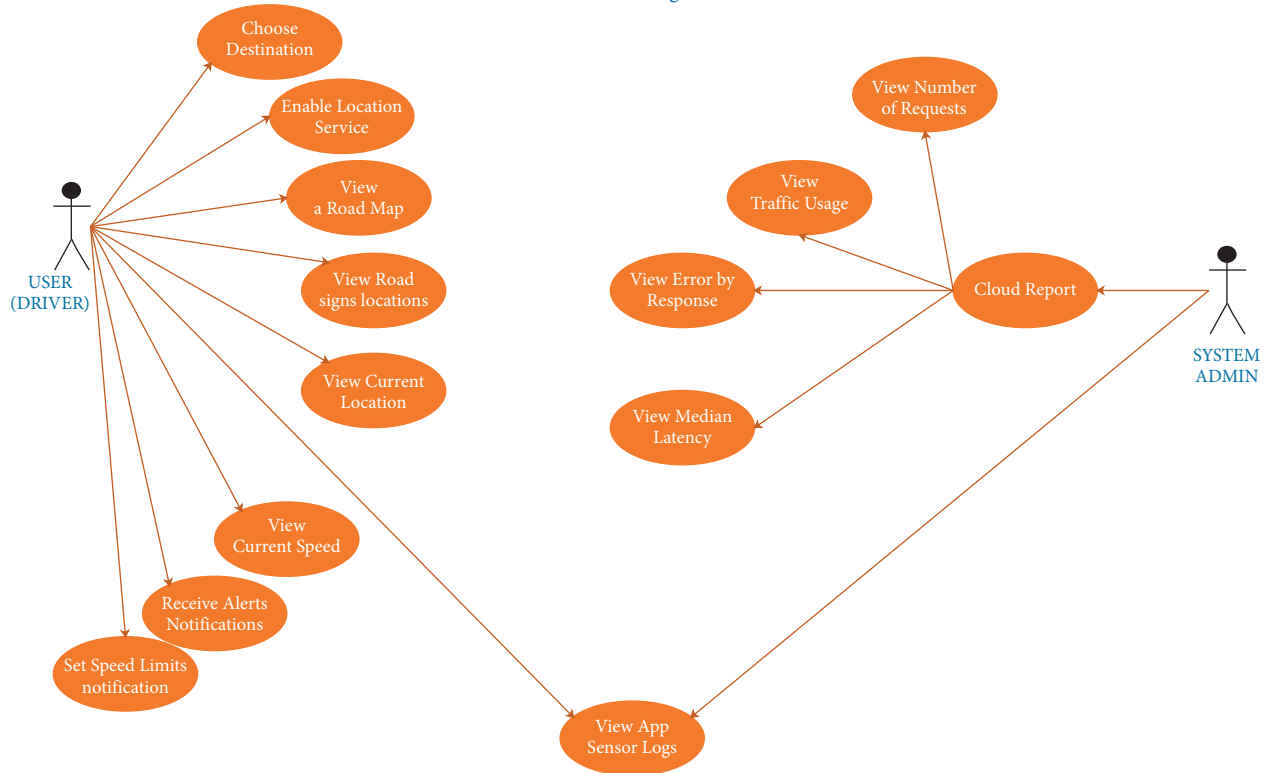 Choose
Destination
Enable Location
Service
View
a Road Map
View Road
signs locations
View Current
Location
View
Current Speed
Receive Alerts
Notifications
Set Speed Limits
notification
USER
(DRIVER)
View App
Sensor Logs
View Number
of Requests
View
Traffic Usage
View Error by
Response
View Median
Latency
Cloud Report
SYSTEM
ADMIN